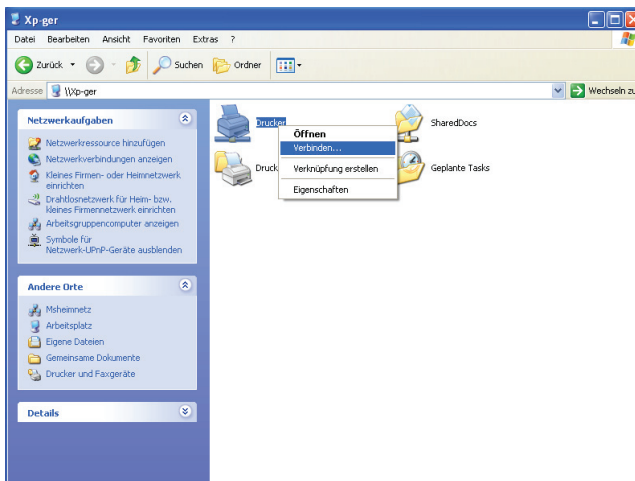 Xp-ger
Datei Bearbeiten Ansicht Favoriten Extras ?
Zurück Suchen Ordner
Adresse \\Xp-ger Wechseln zu
Netzwerkaufgaben
Netzwerkressource hinzufügen
Netzwerkverbindungen anzeigen
Kleines Firmen- oder Heimnetzwerk
einrichten
Drahtlosnetzwerk für Heim- bzw.
kleines Firmennetzwerk einrichten
Arbeitsgruppencomputer anzeigen
Symbole für
Netzwerk-UPnP-Geräte ausblenden
Andere Orte
Msheimnetz
Arbeitsplatz
Eigene Dateien
Gemeinsame Dokumente
Drucker und Faxgeräte
Details
Drucker
SharedDocs
Druck
Geplante Tasks
Öffnen
Verbinden...
Verknüpfung erstellen
Eigenschaften